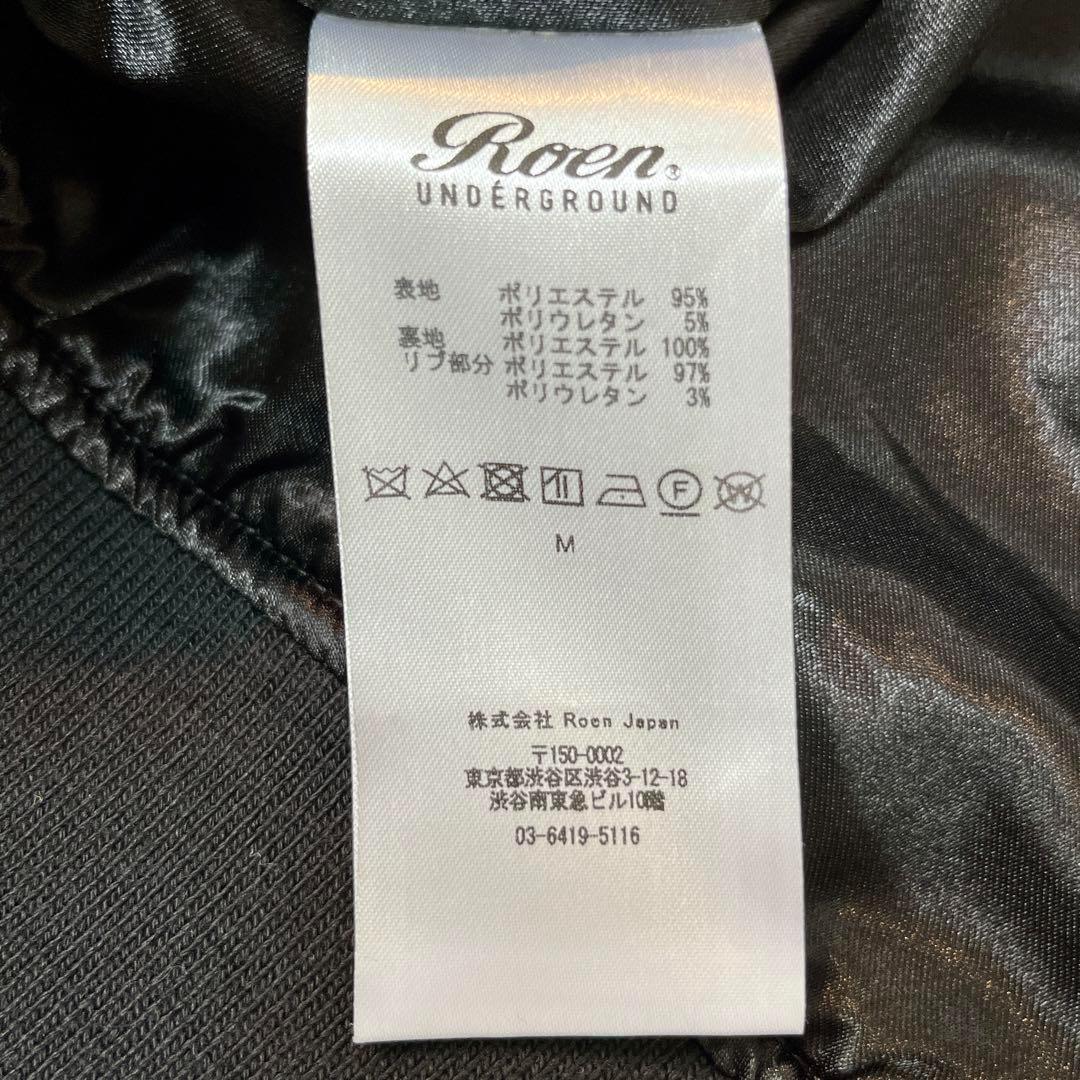 Roen®
UNDÉRGROUND
表地 ポリエステル 95%
ポリウレタン 5%
裏地 ポリエステル 100%
リブ部分 ポリエステル 97%
ポリウレタン 3%
F W
M
株式会社 Roen Japan
〒150-0002
東京都渋谷区渋谷3-12-18
渋谷南東急ビル10階
03-6419-5116